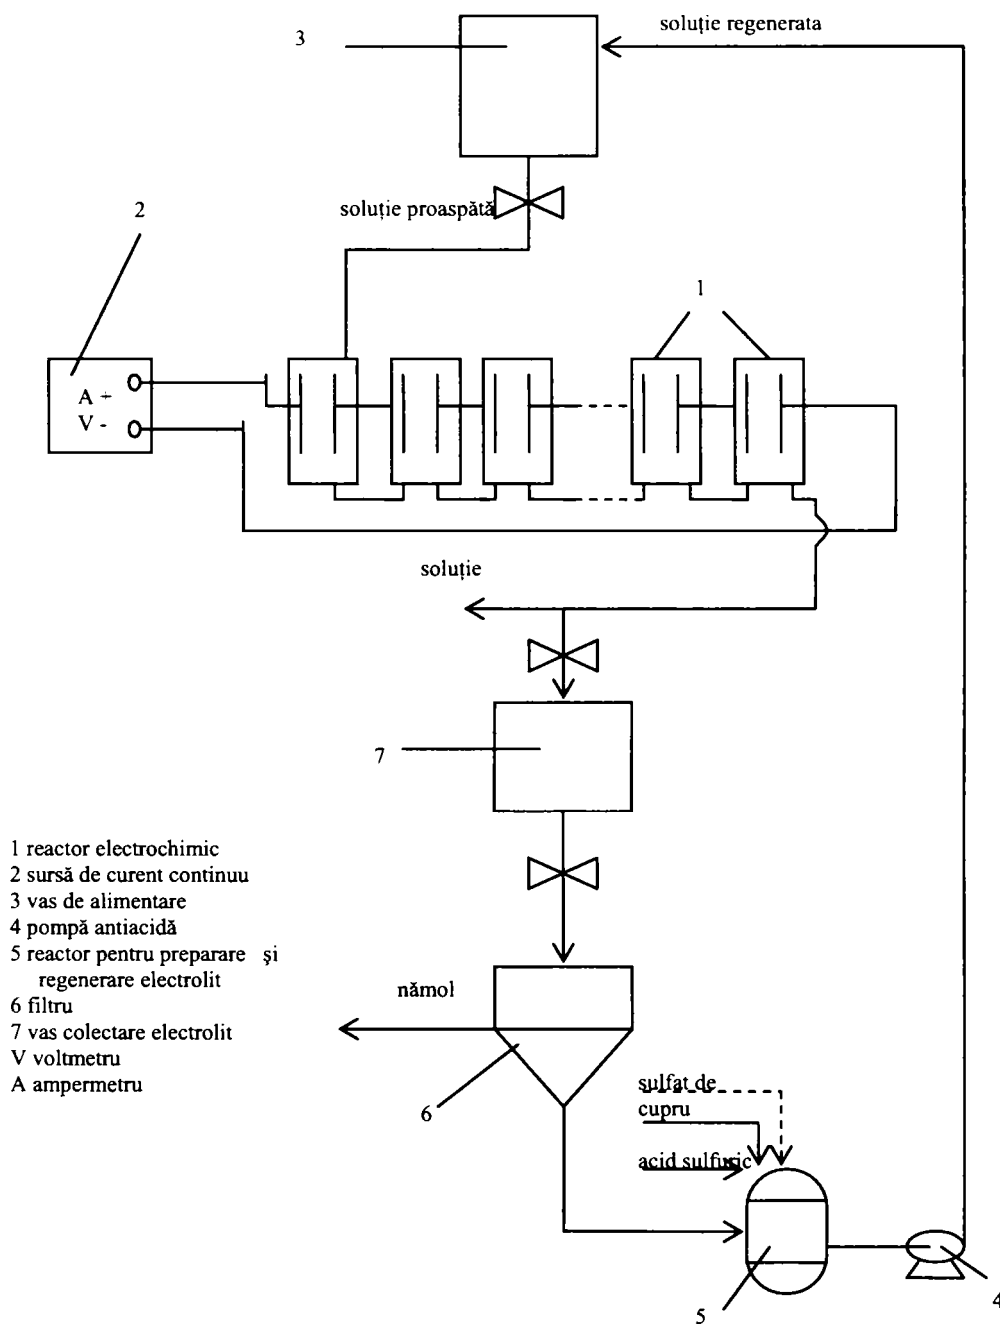 soluție regenerata
3
soluție proaspătă
2
1
A +
V -
soluție
7
1 reactor electrochimic
2 sursă de curent continuu
3 vas de alimentare
4 pompă antiacidă
5 reactor pentru preparare și
regenerare electrolit
6 filtru
7 vas colectare electrolit
V voltmetru
A ampermetru
nămol
6
sulfat de
cupru
acid sulfuric
5
4